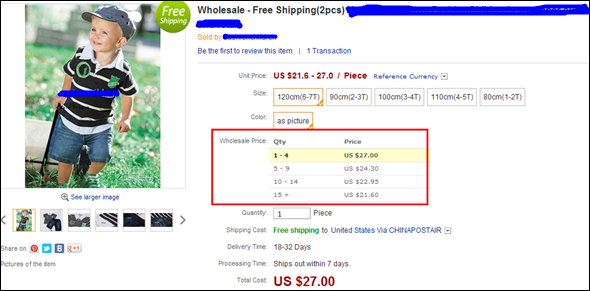 Free
Shipping
Wholesale - Free Shipping(2pcs)
Sold by
Be the first to review this item | 1 Transaction
Unit Price: US $21.6 - 27.0 / Piece Reference Currency
Size: 120cm(6-7T) 90cm(2-3T) 100cm(3-4T) 110cm(4-5T) 80cm(1-2T)
Color: as picture
Wholesale Price: Qty Price
1 - 4 US $27.00
5 - 9 US $24.30
10 - 14 US $22.95
15 + US $21.60
See larger image
Quantity: 1 Piece
Shipping Cost: Free shipping to United States Via CHINAPOSTAIR
Share on
Delivery Time: 18-32 Days
Pictures of the item
Processing Time: Ships out within 7 days
Total Cost: US $27.00